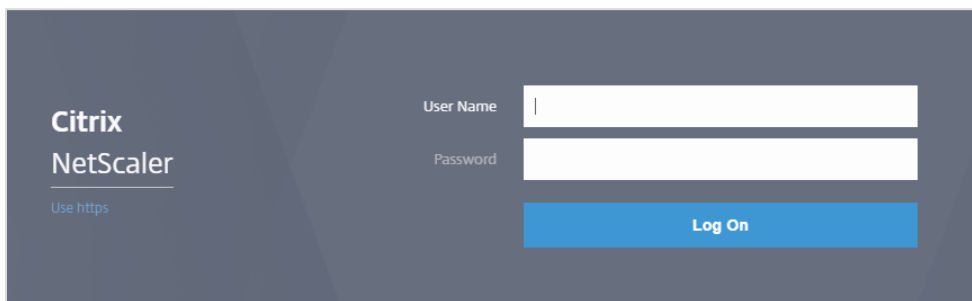 Citrix
NetScaler
Use https
User Name
Password
Log On